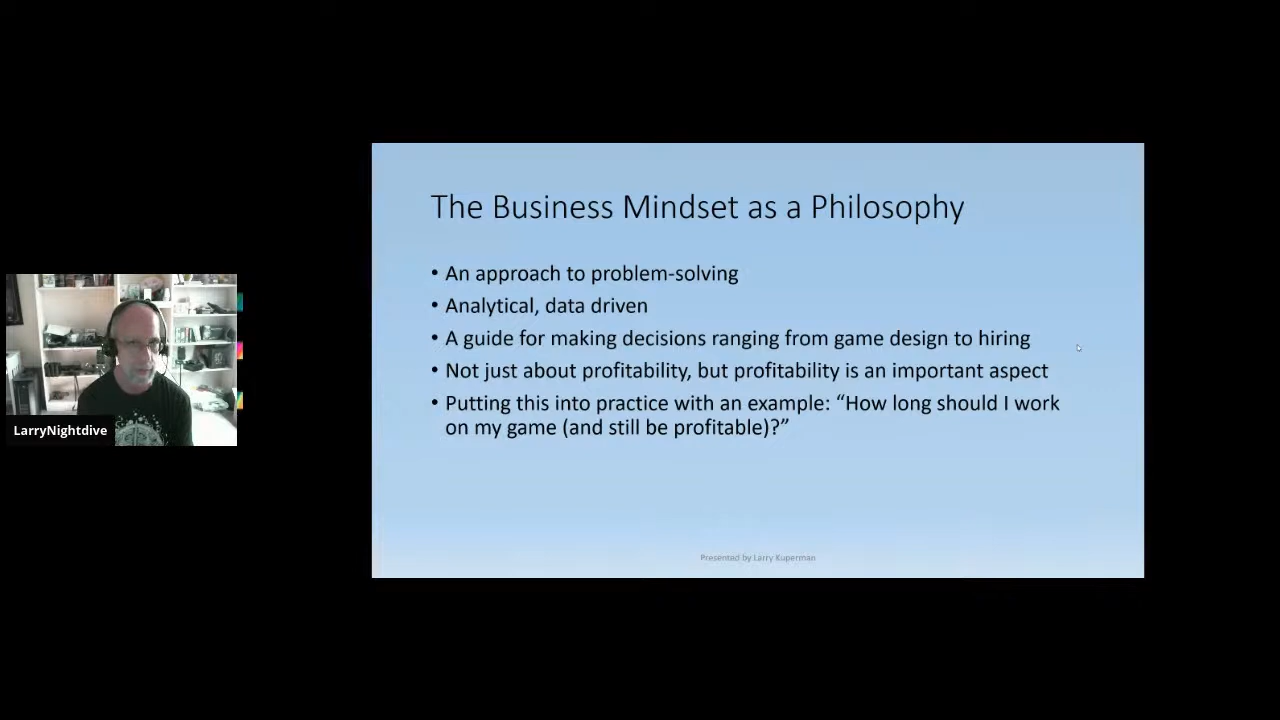 The Business Mindset as a Philosophy
• An approach to problem-solving
• Analytical, data driven
• A guide for making decisions ranging from game design to hiring
• Not just about profitability, but profitability is an important aspect
• Putting this into practice with an example: “How long should I work
on my game (and still be profitable)?”
Presented by Larry Kuperman
LarryNightdive